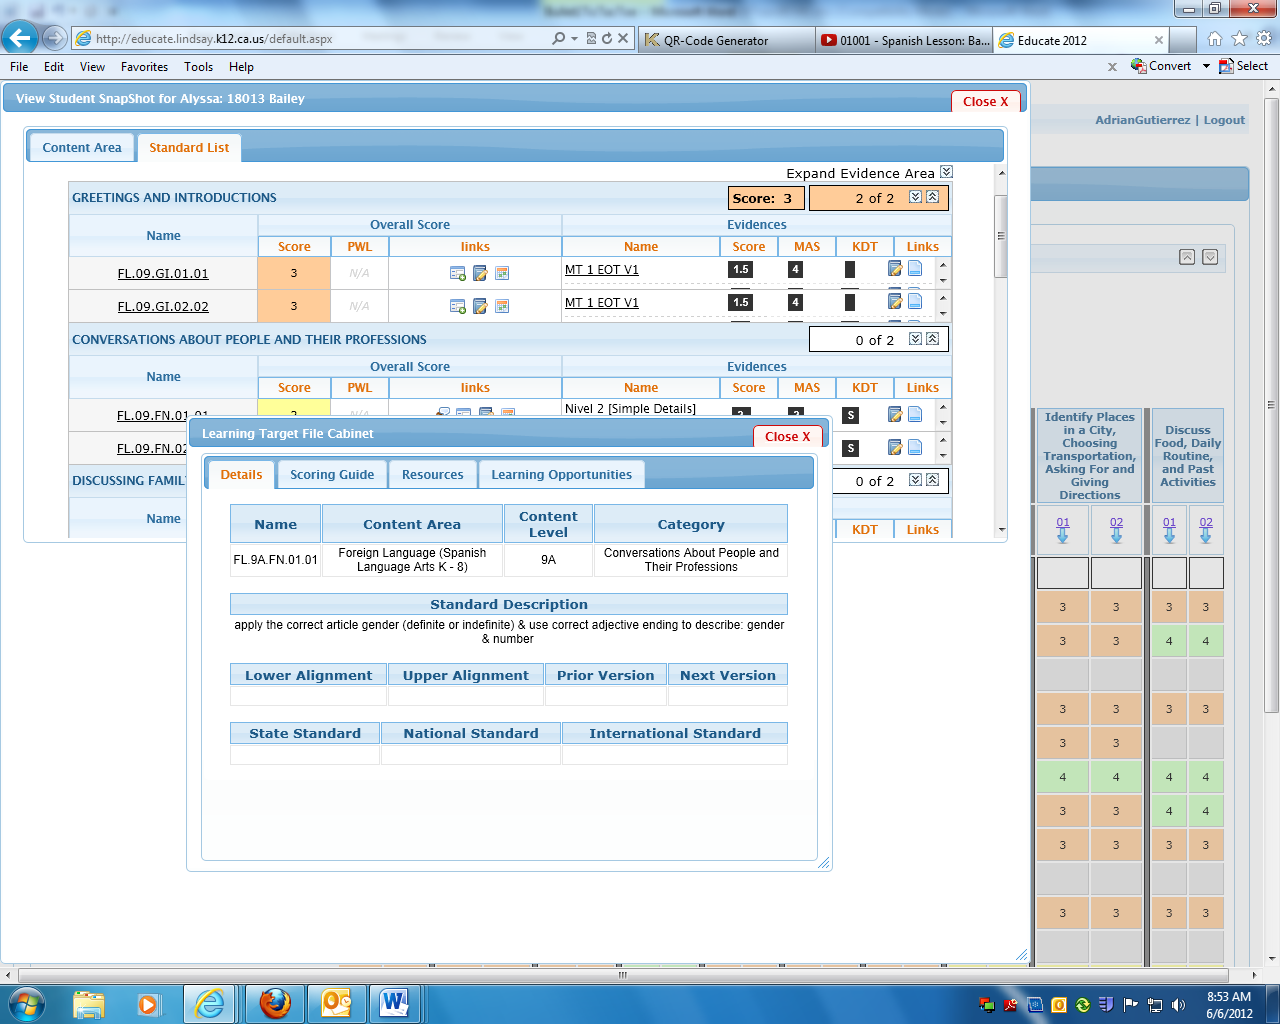 http://educate.lindsay.k12.ca.us/default.aspx
QR-Code Generator
01001 - Spanish Lesson: Ba...
Educate 2012
File Edit View Favorites Tools Help
Convert Select
View Student SnapShot for Alyssa: 18013 Bailey
Close X
AdrianGutierrez | Logout
Content Area Standard List
Expand Evidence Area
GREETINGS AND INTRODUCTIONS Score: 3 2 of 2
Name Overall Score Evidences
Score PWL links Name Score MAS KDT Links
FL.09.GI.01.01 3 N/A MT 1 EOT V1 1.5 4
FL.09.GI.02.02 3 N/A MT 1 EOT V1 1.5 4
CONVERSATIONS ABOUT PEOPLE AND THEIR PROFESSIONS 0 of 2
Name Overall Score Evidences
Score PWL links Name Score MAS KDT Links
FL.09.FN.01.01 Nivel 2 [Simple Details] S
FL.09.FN.02 S
DISCUSSING FAMILY 0 of 2
Name
KDT Links
Learning Target File Cabinet
Close X
Details Scoring Guide Resources Learning Opportunities
Name Content Area Content Level Category
FL.9A.FN.01.01 Foreign Language (Spanish Language Arts K - 8) 9A Conversations About People and Their Professions
Standard Description
apply the correct article gender (definite or indefinite) & use correct adjective ending to describe: gender
& number
Lower Alignment Upper Alignment Prior Version Next Version
State Standard National Standard International Standard
Identify Places
in a City,
Choosing
Transportation,
Asking For and
Giving
Directions
Discuss
Food, Daily
Routine,
and Past
Activities
01 02 01 02
3 3 3 3
3 3 4 4
3 3 3 3
3 3
4 4 4 4
3 3 4 4
3 3 3 3
3 3 3 3
8:53 AM
6/6/2012